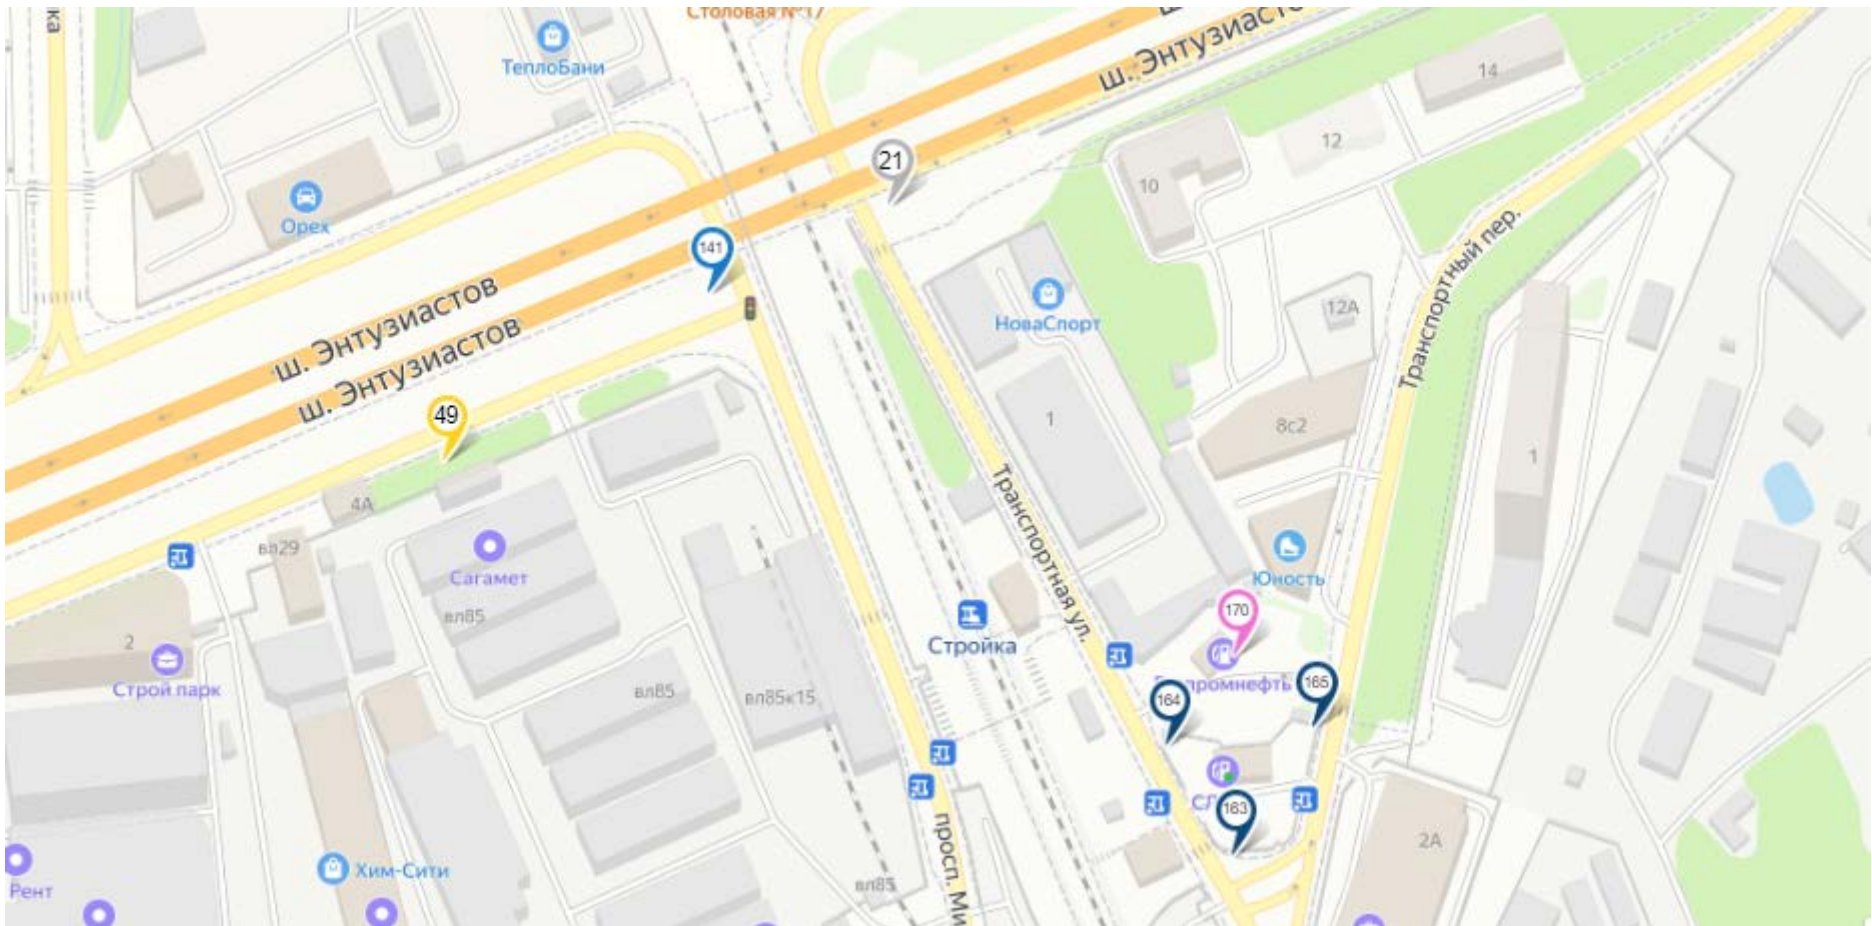 ка
Столовая №17
ТеплоБани
ш. Энтузиастов
14
12
21
10
Орех
141
Транспортный пер.
НоваСпорт
12А
ш. Энтузиастов
ш. Энтузиастов
49
1
8с2
1
4А
вл29
Сагамет
Транспортная ул.
Юность
вл85
170
2
Стройка
Строй парк
вл85
вл85к15
промнефть
165
164
163
2А
Хим-Сити
Рент
вл85
просп. Ми